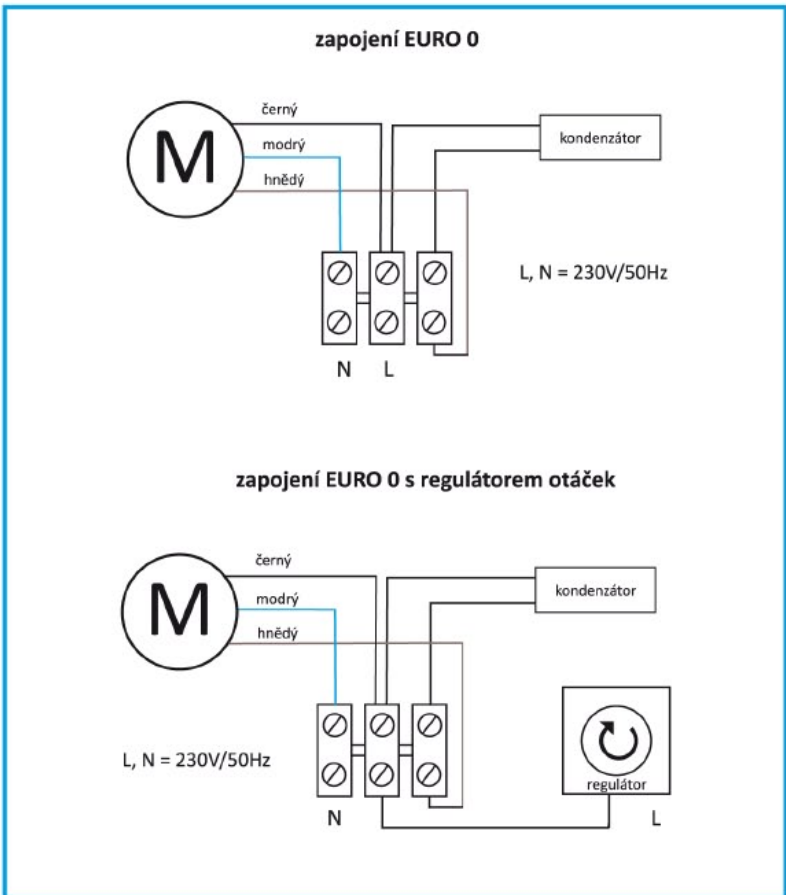 zapojení EURO 0
černý
modrý
hnědý
M
kondenzátor
L, N = 230V/50Hz
N L
zapojení EURO 0 s regulátorem otáček
černý
modrý
hnědý
M
kondenzátor
L, N = 230V/50Hz
regulátor
N
L